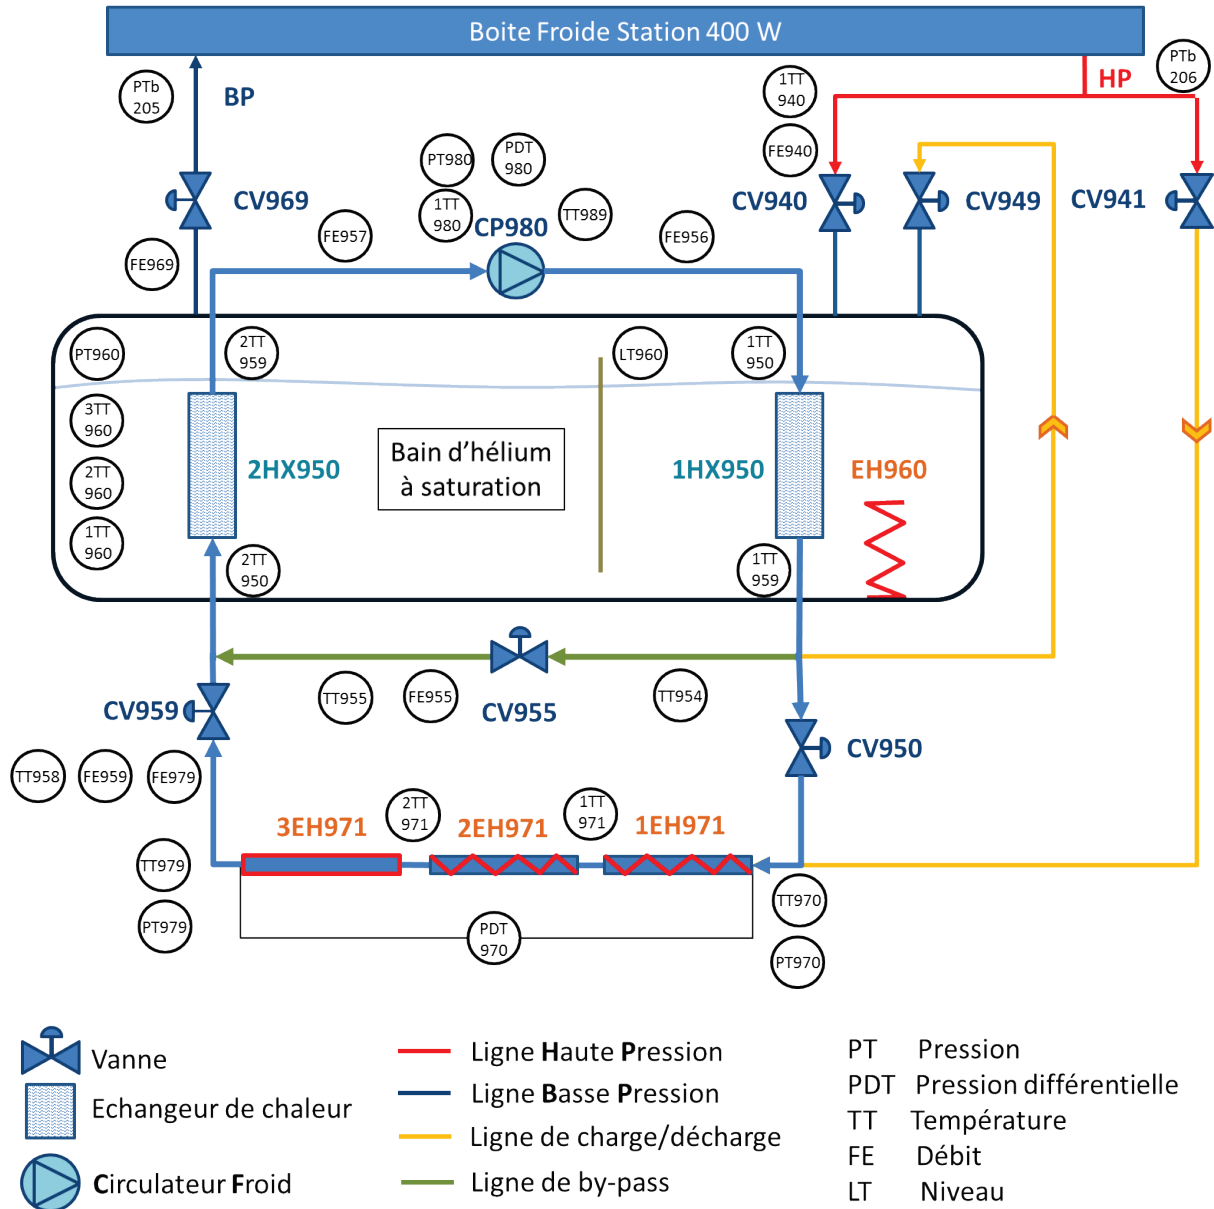 Boite Froide Station 400 W
PTb
205
BP
1TT
940
HP
PTb
206
FE940
PT980
PDT
980
1TT
980
TT989
CV969
CV940
CV949
CV941
FE957
CP980
FE956
FE969
PT960
2TT
959
LT960
1TT
950
3TT
960
2TT
960
1TT
960
2HX950
Bain d'hélium
à saturation
1HX950
EH960
2TT
950
1TT
959
CV959
TT955
FE955
CV955
TT954
CV950
TT958
FE959
FE979
3EH971
2TT
971
2EH971
1TT
971
1EH971
TT979
PT979
PDT
970
TT970
PT970
Vanne
Echangeur de chaleur
Circulateur Froid
Ligne Haute Pression
Ligne Basse Pression
Ligne de charge/décharge
Ligne de by-pass
PT Pression
PDT Pression différentielle
TT Température
FE Débit
LT Niveau